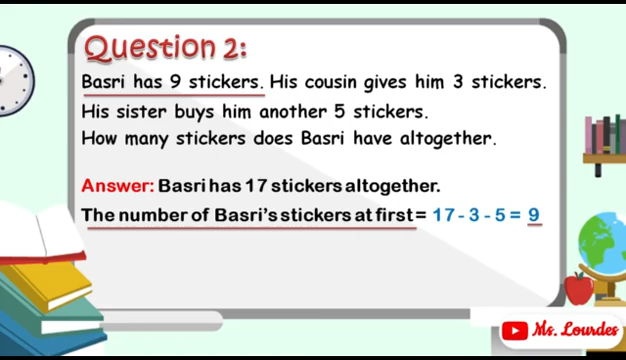 Question 2:
Basri has 9 stickers. His cousin gives him 3 stickers.
His sister buys him another 5 stickers.
How many stickers does Basri have altogether.
Answer: Basri has 17 stickers altogether.
The number of Basri's stickers at first = 17 - 3 - 5 = 9
Ms. Lourdes